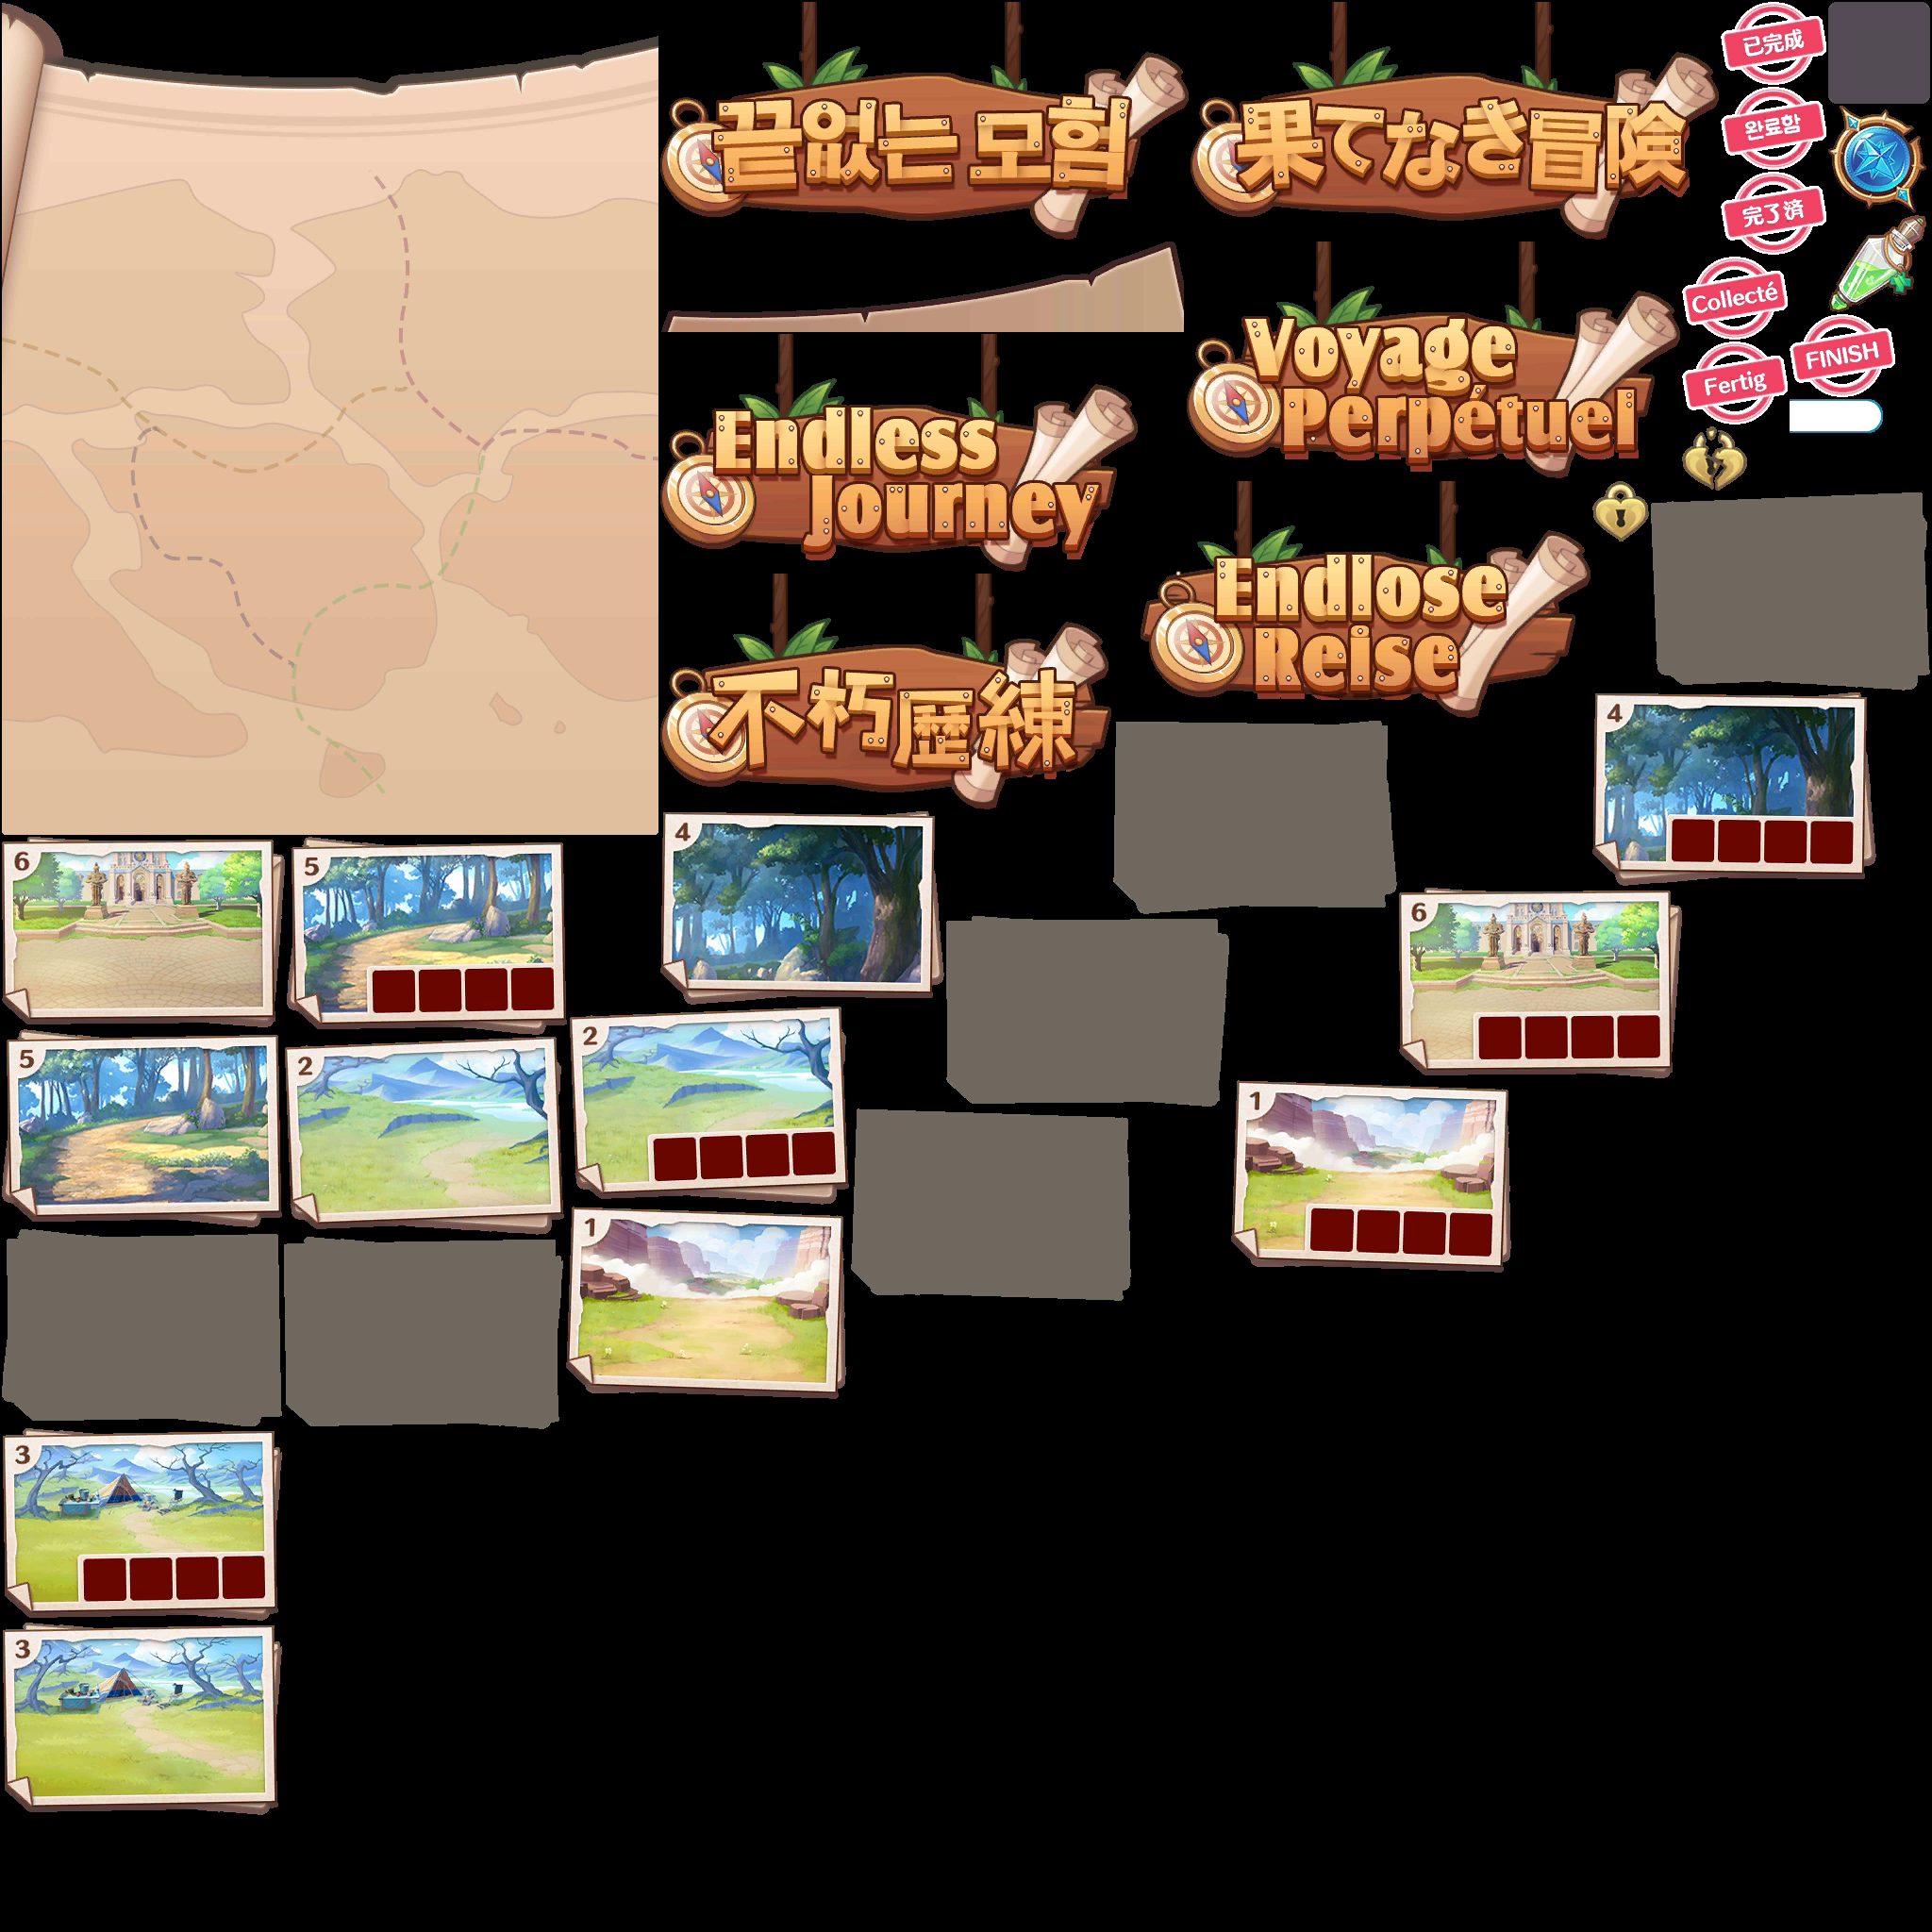 끝없는 모험
果てなき冒険
已完成
완료함
完了済
Collecté
FINISH
Fertig
Voyage
Perpétuel
Endless
Journey
Endlose
Reise
不朽歷練
4
4
6
5
6
5
2
2
1
1
3
3